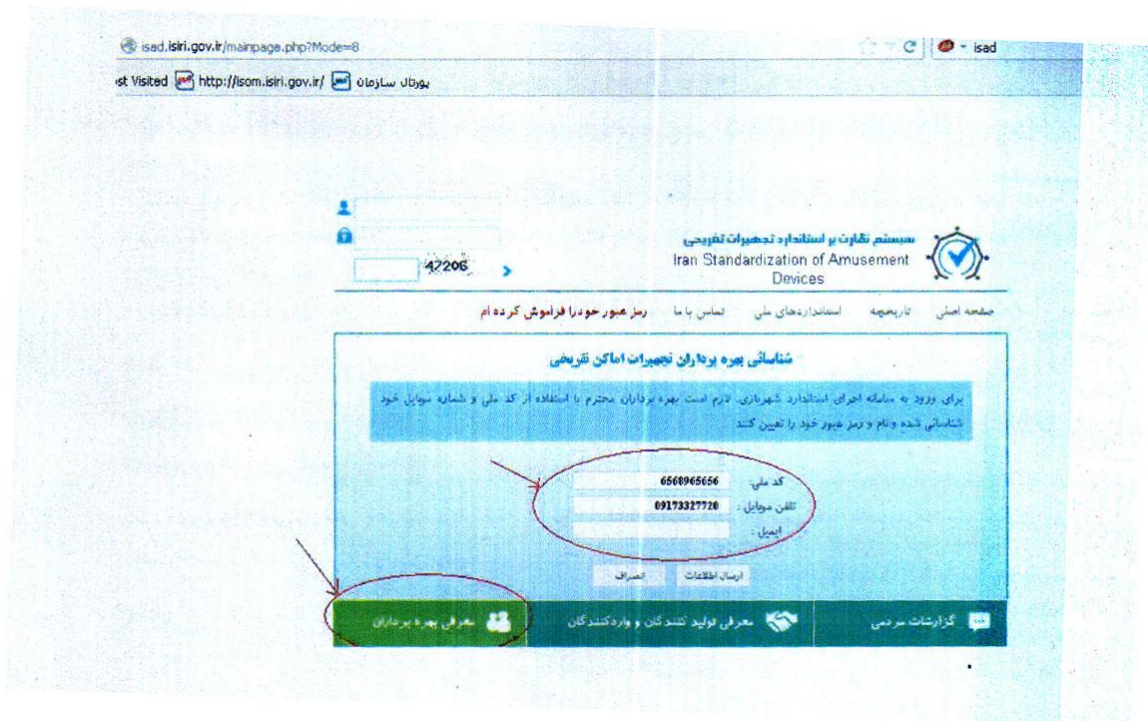 isad.isiri.gov.ir/mainpage.php?Mode=8
isad
ost Visited http://isom.isiri.gov.ir/ پورتال سازمان
سیستم نظارت بر استاندارد تجهیزات تفریحی
Iran Standardization of Amusement
Devices
47206
صفحه اصلی تاریخچه استانداردهای ملی تماس با ما رمز عبور خود را فراموش کرده ام
شناسائی بهره برداران تجهیزات اماکن تفریحی
برای ورود به سامانه اجرای استاندارد شهربازی، لازم است بهره برداران محترم با استفاده از کد ملی و شماره موبایل خود
شناسائی شده و نام و رمز عبور خود را تعیین کنند
کد ملی: 6568965656
تلفن موبایل : 09173327720
ایمیل :
ارسال اطلاعات انصراف
گزارشات مردمی معرفی تولید کنندگان و واردکنندگان معرفی بهره برداران